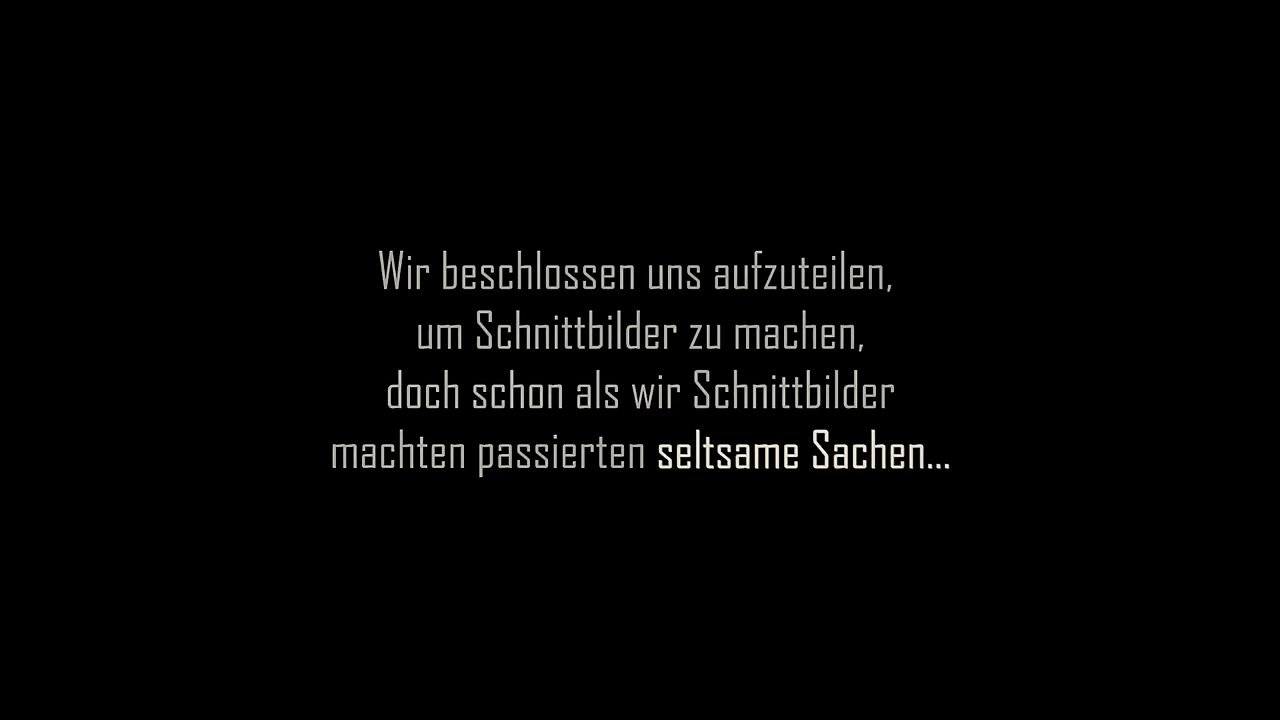 Wir beschlossen uns aufzuteilen,
um Schnittbilder zu machen,
doch schon als wir Schnittbilder
machten passierten seltsame Sachen...